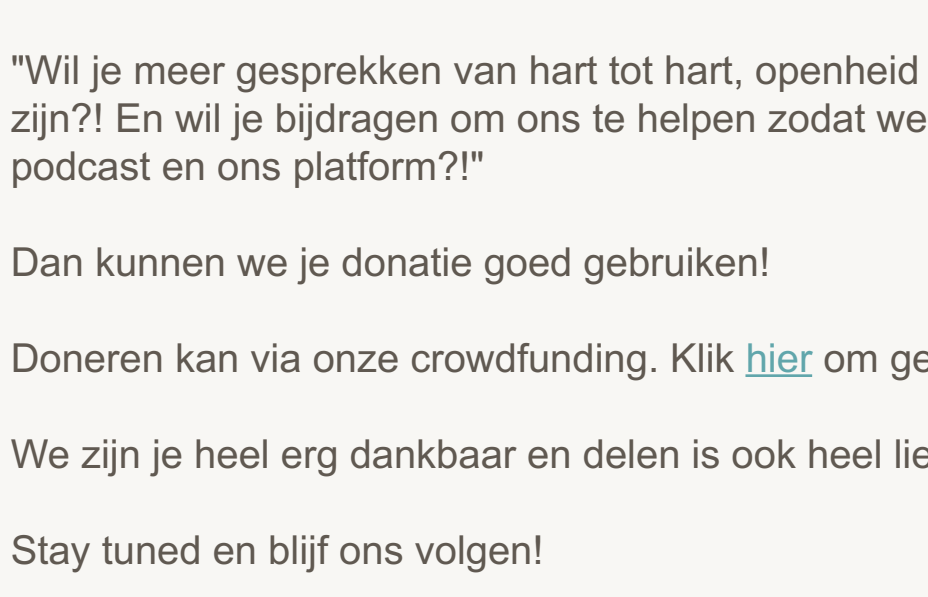 "Wil je meer gesprekken van hart tot hart, openheid
zijn?! En wil je bijdragen om ons te helpen zodat we
podcast en ons platform?!"
Dan kunnen we je donatie goed gebruiken!
Doneren kan via onze crowdfunding. Klik hier om ge
We zijn je heel erg dankbaar en delen is ook heel lie
Stay tuned en blijf ons volgen!